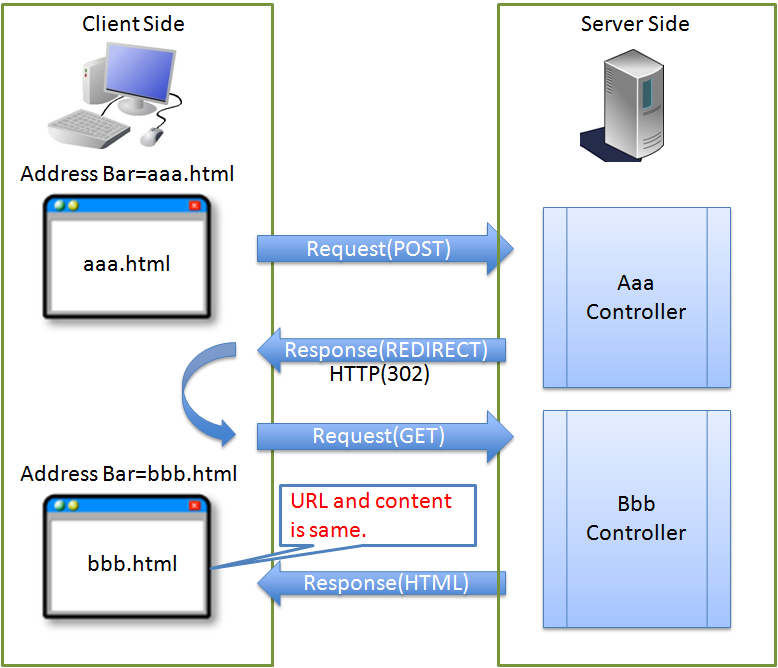 Client Side
Server Side
Address Bar=aaa.html
aaa.html
Request(POST)
Aaa
Controller
Response(REDIRECT)
HTTP(302)
Request(GET)
Address Bar=bbb.html
URL and content
is same.
bbb.html
Bbb
Controller
Response(HTML)